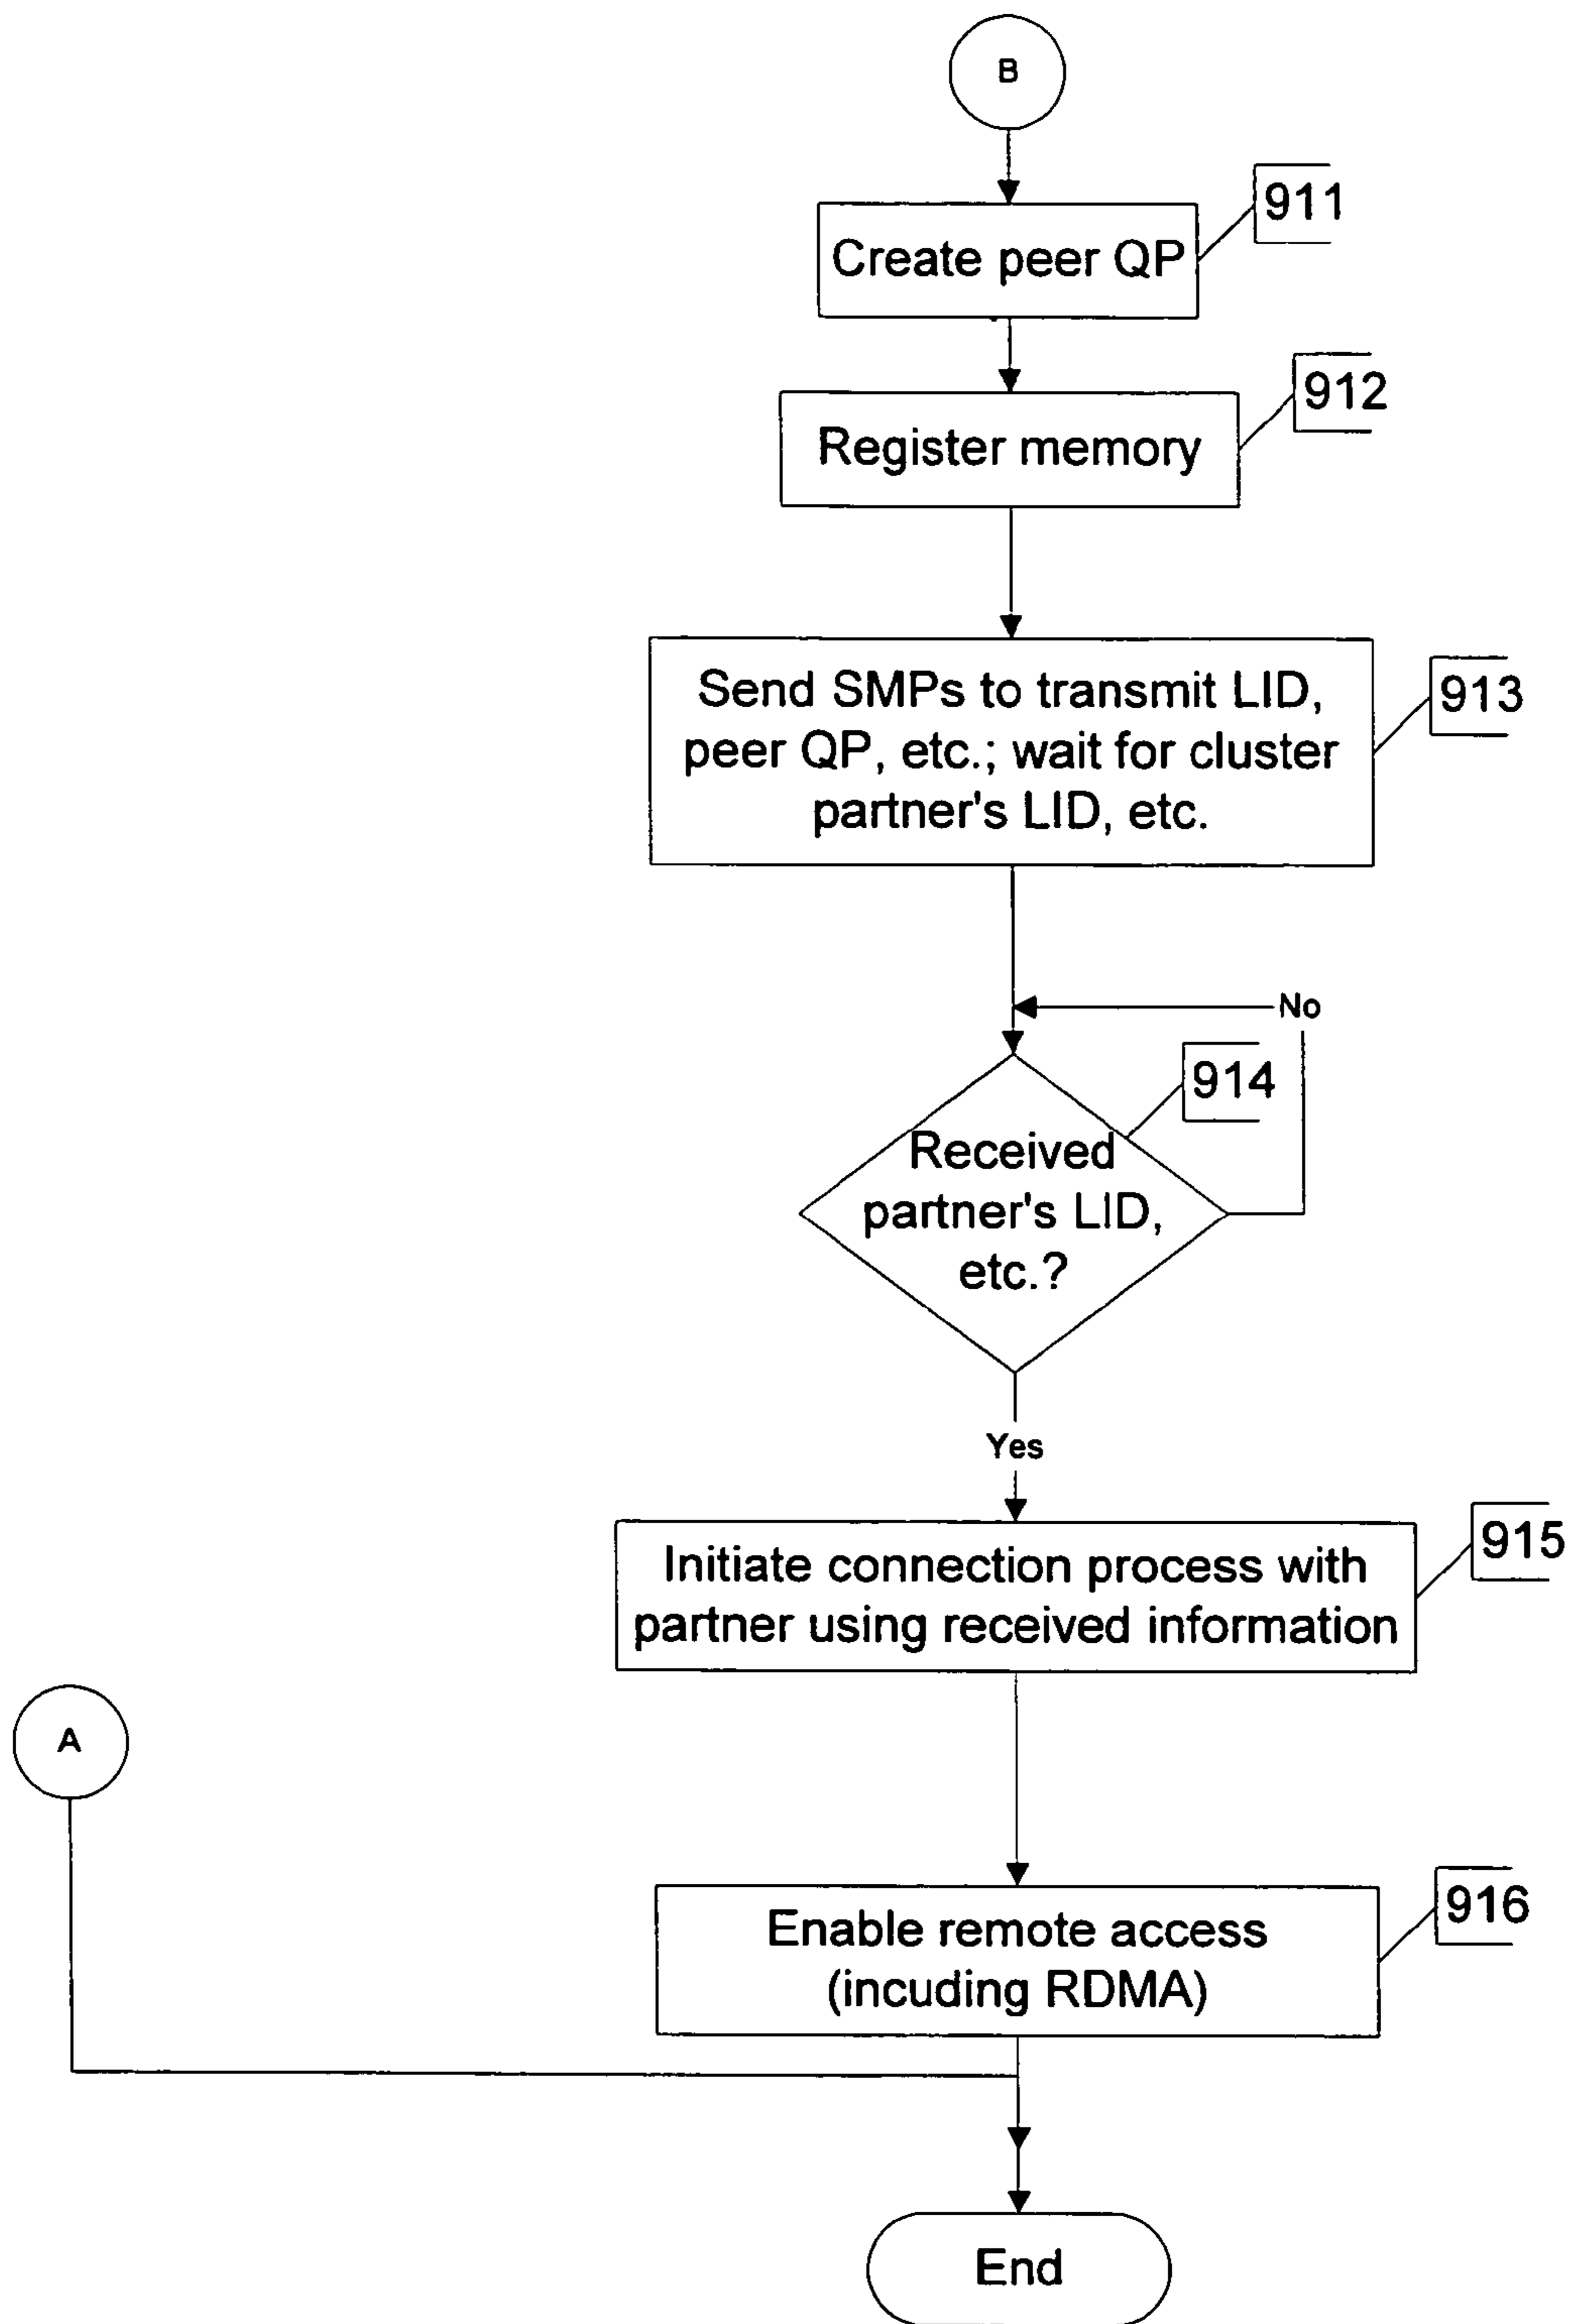 B
911
Create peer QP
912
Register memory
913
Send SMPs to transmit LID,
peer QP, etc.; wait for cluster
partner's LID, etc.
No
914
Received
partner's LID,
etc.?
Yes
915
Initiate connection process with
partner using received information
A
916
Enable remote access
(incuding RDMA)
End